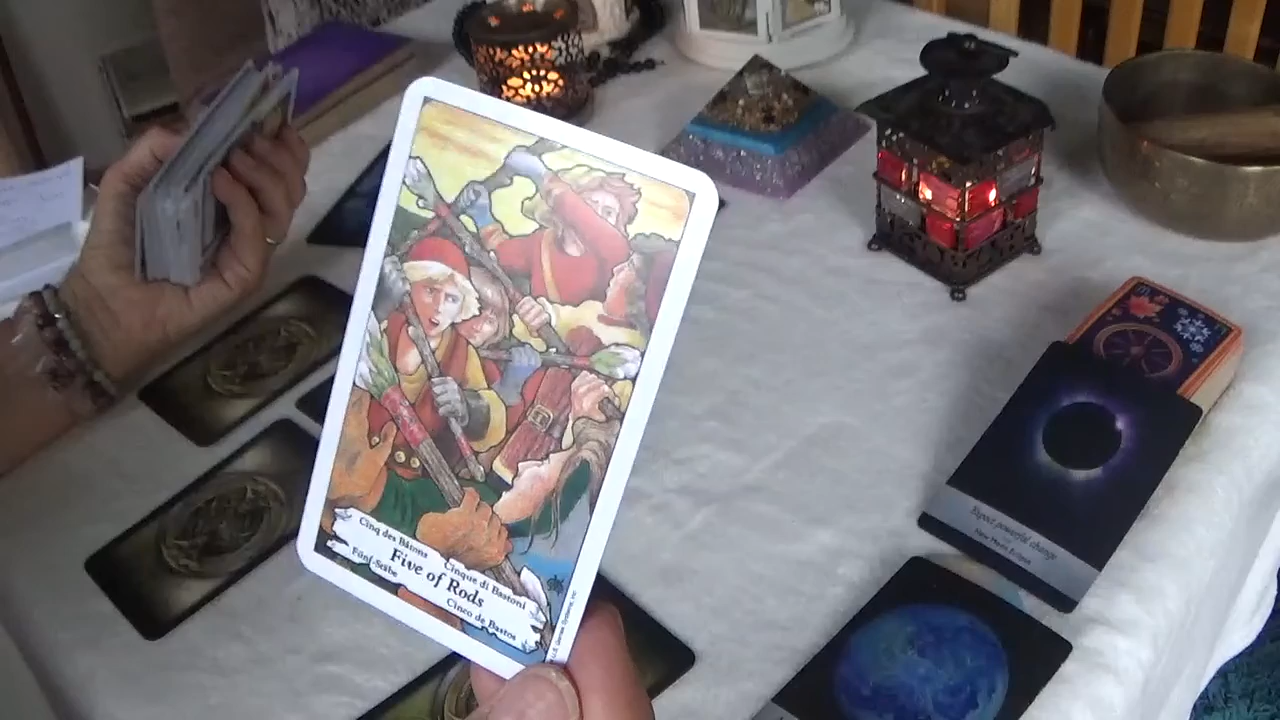 Cinq des Bâtons
Cinque di Bastoni
Five of Rods
Fünf-Stäbe
Cinco de Bastos
Expect powerful change
New Moon Eclipse